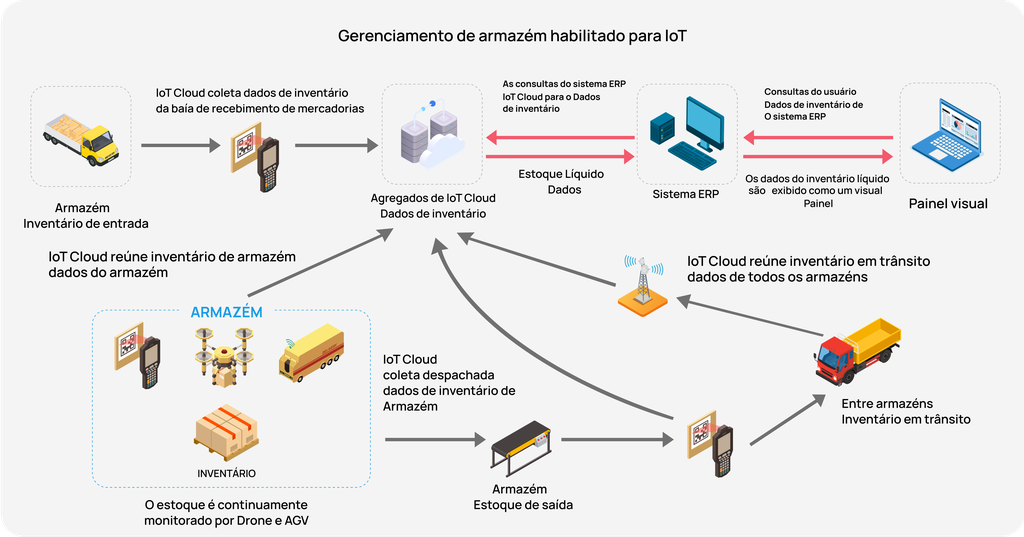 Gerenciamento de armazém habilitado para IoT
IoT Cloud coleta dados de inventário
da baía de recebimento de mercadorias
As consultas do sistema ERP
IoT Cloud para o Dados
de inventário
Consultas do usuário
Dados de inventário de
O sistema ERP
Armazém
Inventário de entrada
Agregados de IoT Cloud
Dados de inventário
Estoque Líquido
Dados
Sistema ERP
Os dados do inventário líquido
são exibido como um visual
Painel
Painel visual
IoT Cloud reúne inventário de armazém
dados do armazém
IoT Cloud reúne inventário em trânsito
dados de todos os armazéns
ARMAZÉM
IoT Cloud
coleta despachada
dados de inventário de
Armazém
Entre armazéns
Inventário em trânsito
INVENTÁRIO
Armazém
Estoque de saída
O estoque é continuamente
monitorado por Drone e AGV